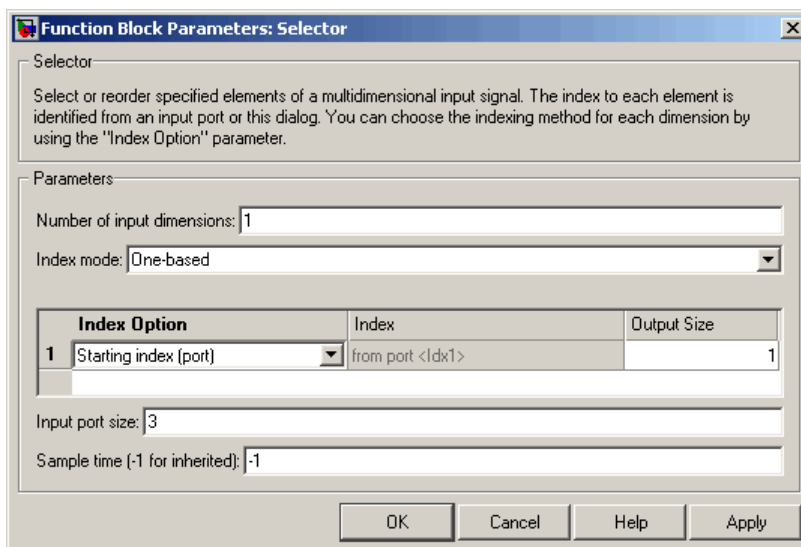 Function Block Parameters: Selector
Selector
Select or reorder specified elements of a multidimensional input signal. The index to each element is
identified from an input port or this dialog. You can choose the indexing method for each dimension by
using the "Index Option" parameter.
Parameters
Number of input dimensions: 1
Index mode: One-based
Index Option Index Output Size
1 Starting index (port) from port <Idx1> 1
Input port size: 3
Sample time (-1 for inherited): -1
OK Cancel Help Apply